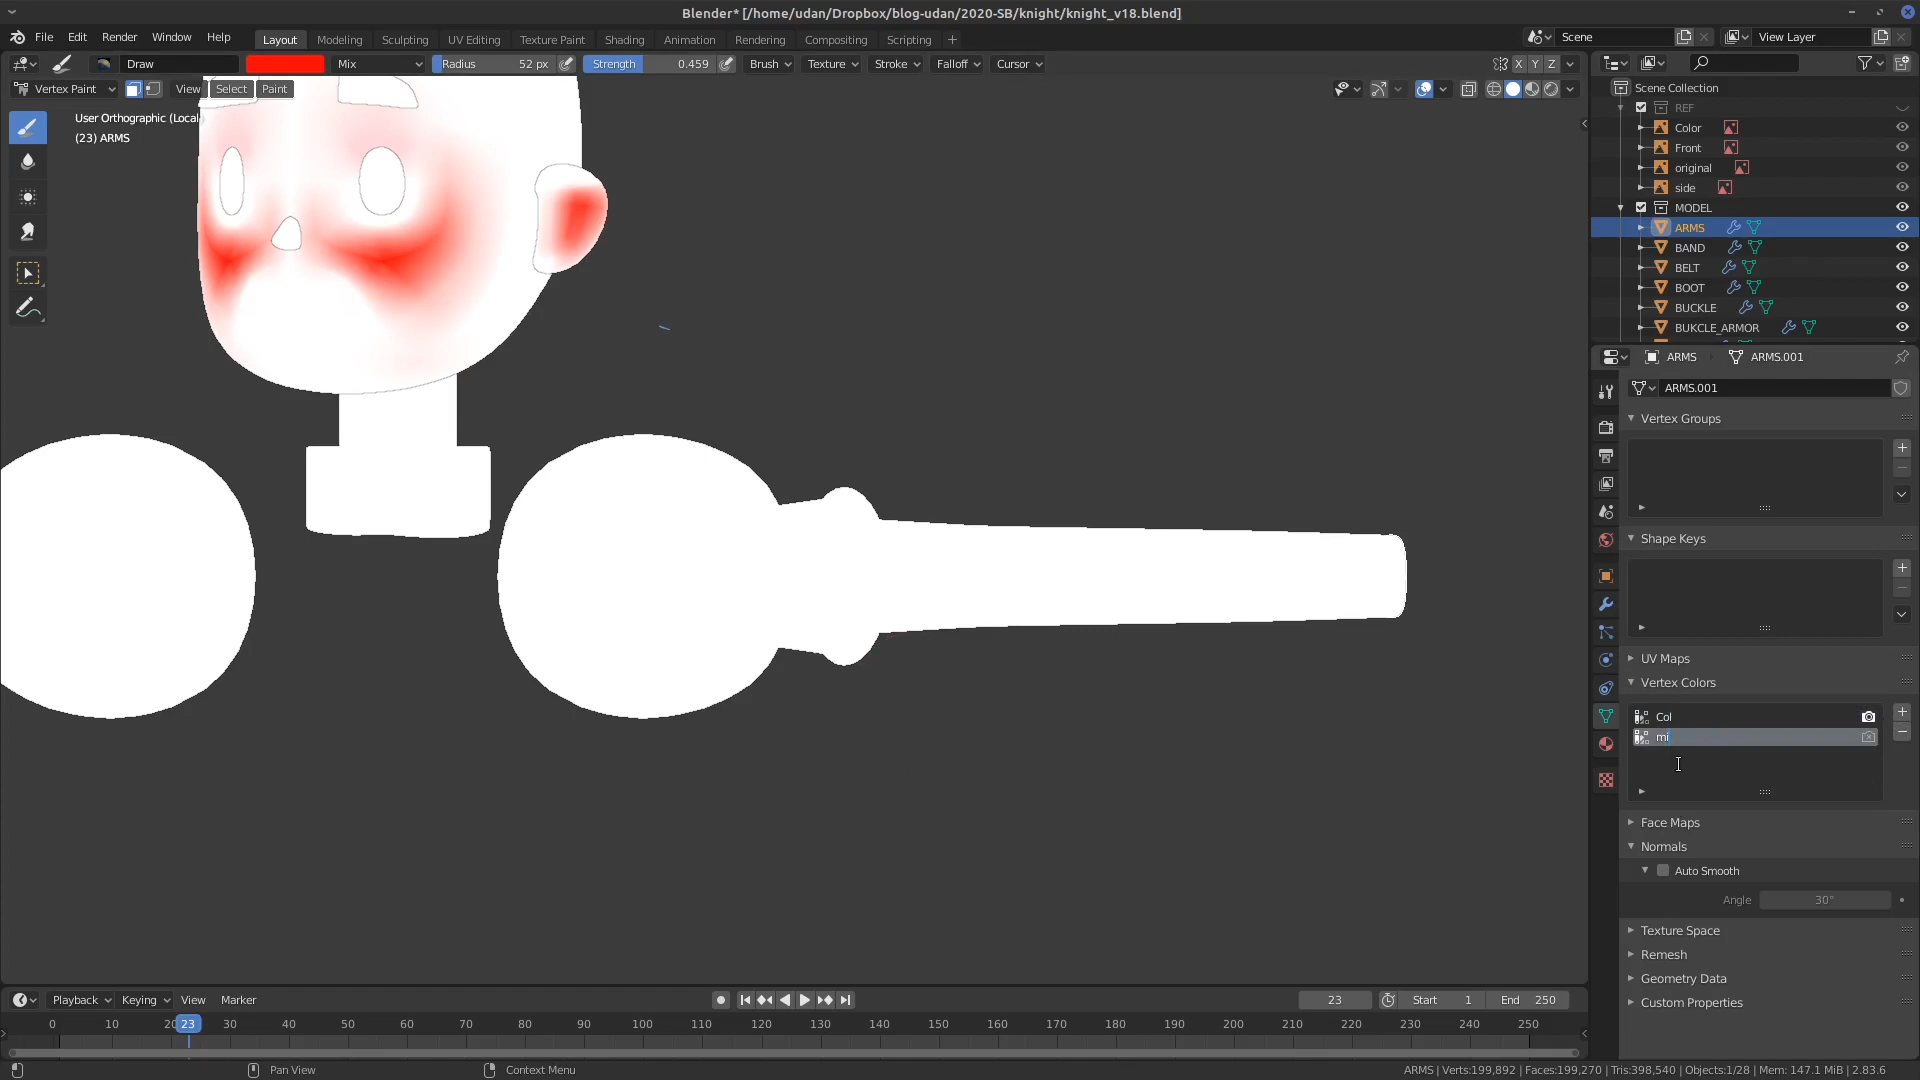 Blender* [/home/udan/Dropbox/blog-udan/2020-SB/knight/knight_v18.blend]
File Edit Render Window Help Layout Modeling Sculpting UV Editing Texture Paint Shading Animation Rendering Compositing Scripting + Scene View Layer
Draw Mix Radius 52 px Strength 0.459 Brush Texture Stroke Falloff Cursor X Y Z
Vertex Paint View Select Paint
User Orthographic (Local
(23) ARMS
Scene Collection
REF
Color
Front
original
side
MODEL
ARMS
BAND
BELT
BOOT
BUCKLE
BUKCLE_ARMOR
ARMS ARMS.001
ARMS.001
Vertex Groups
Shape Keys
UV Maps
Vertex Colors
Col
mi
Face Maps
Normals
Auto Smooth
Angle 30°
Texture Space
Remesh
Geometry Data
Custom Properties
Playback Keying View Marker 23 Start 1 End 250
0 10 20 23 30 40 50 60 70 80 90 100 110 120 130 140 150 160 170 180 190 200 210 220 230 240 250
Pan View Context Menu ARMS | Verts:199,892 | Faces:199,270 | Tris:398,540 | Objects:1/28 | Mem: 147.1 MiB | 2.83.6